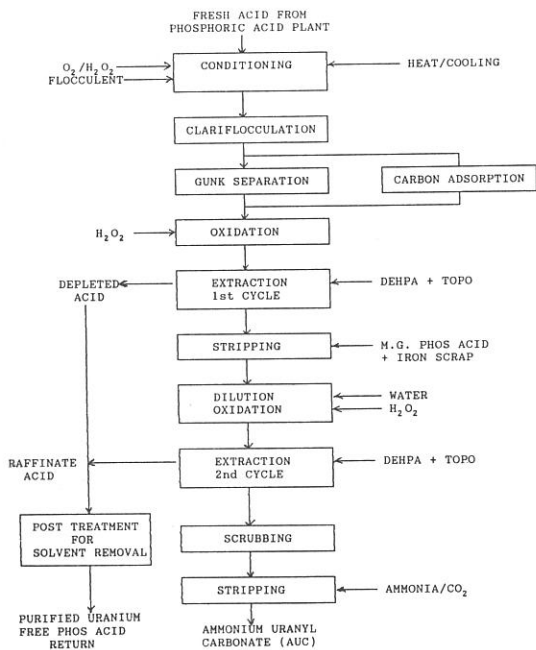 FRESH ACID FROM
PHOSPHORIC ACID PLANT
O₂/H₂O₂
FLOCCULENT
CONDITIONING
HEAT/COOLING
CLARIFLOCCULATION
GUNK SEPARATION
CARBON ADSORPTION
H₂O₂
OXIDATION
DEPLETED
ACID
EXTRACTION
1st CYCLE
DEHPA + TOPO
STRIPPING
M.G. PHOS ACID
+ IRON SCRAP
DILUTION
OXIDATION
WATER
H₂O₂
RAFFINATE
ACID
EXTRACTION
2nd CYCLE
DEHPA + TOPO
POST TREATMENT
FOR
SOLVENT REMOVAL
SCRUBBING
STRIPPING
AMMONIA/CO₂
PURIFIED URANIUM
FREE PHOS ACID
RETURN
AMMONIUM URANYL
CARBONATE (AUC)